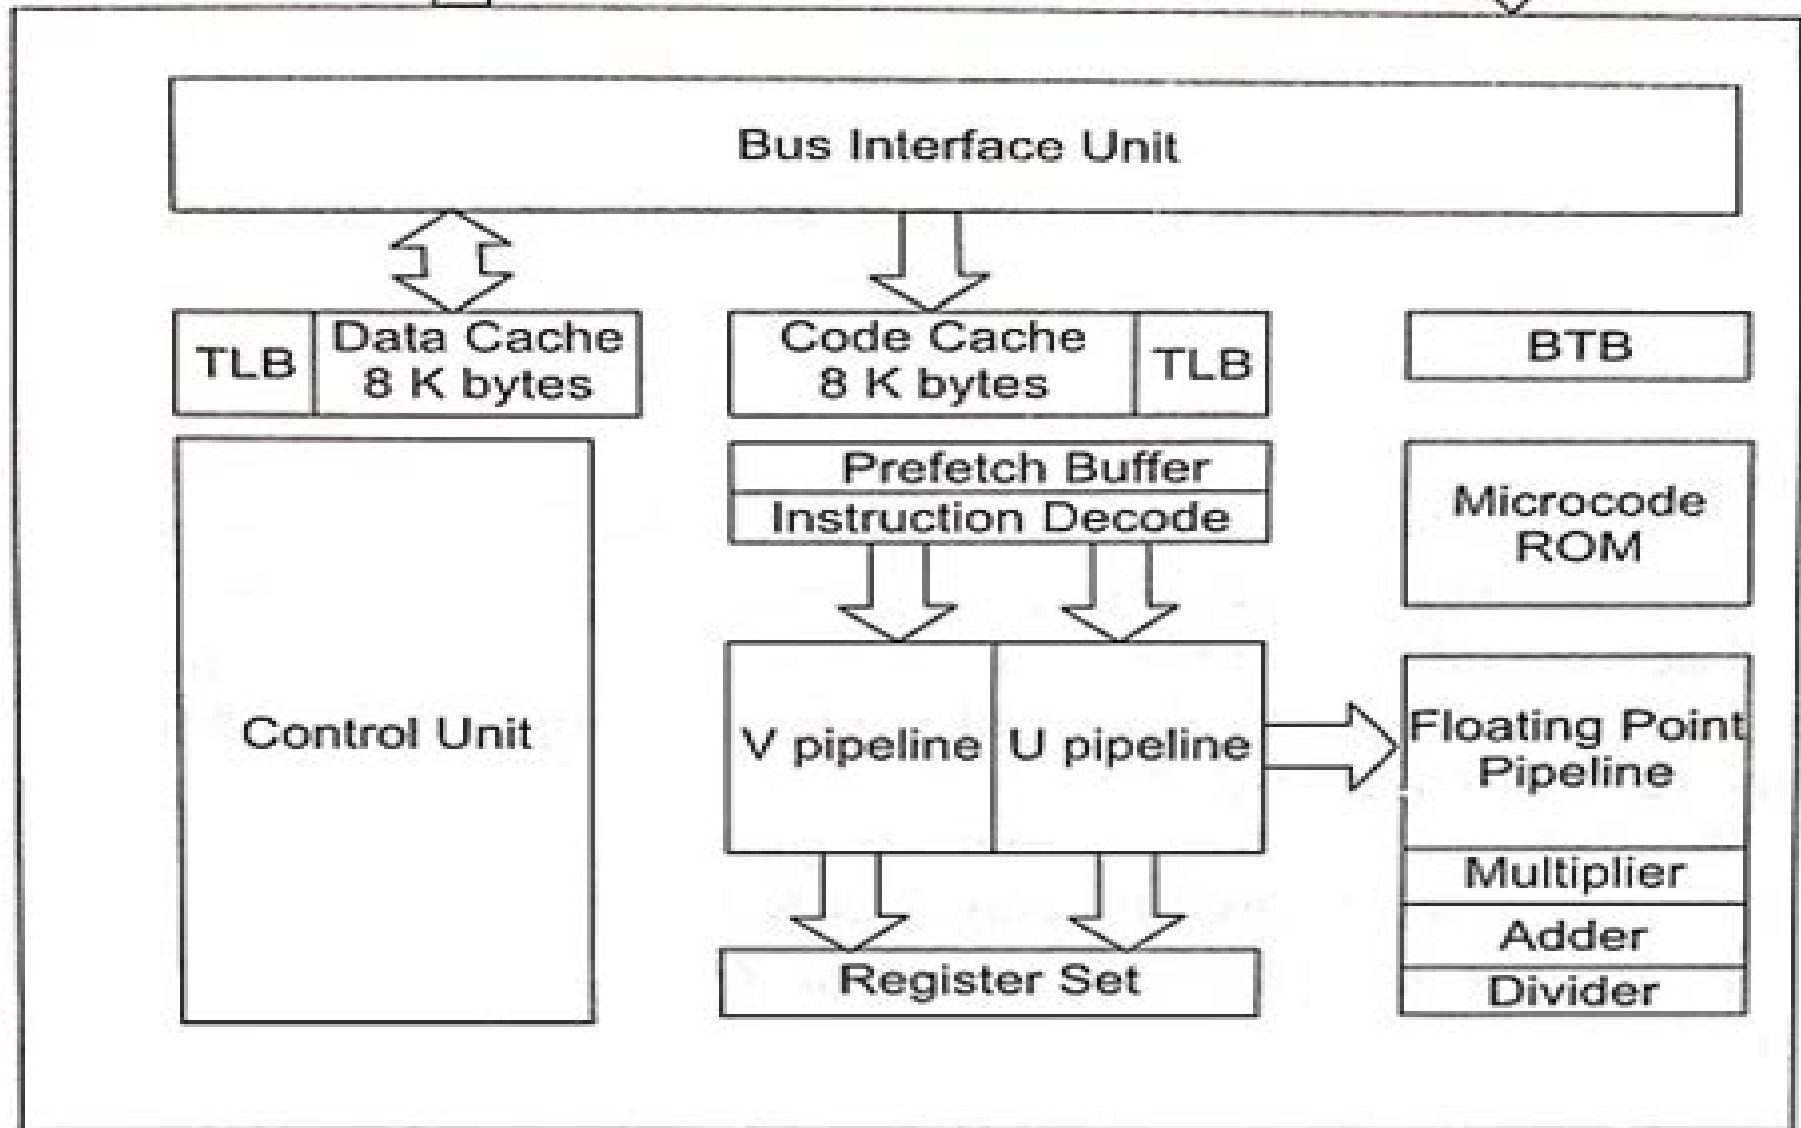 Bus Interface Unit
TLB
Data Cache
8 K bytes
Code Cache
8 K bytes
TLB
BTB
Prefetch Buffer
Instruction Decode
Microcode
ROM
Control Unit
V pipeline
U pipeline
Floating Point
Pipeline
Multiplier
Adder
Divider
Register Set